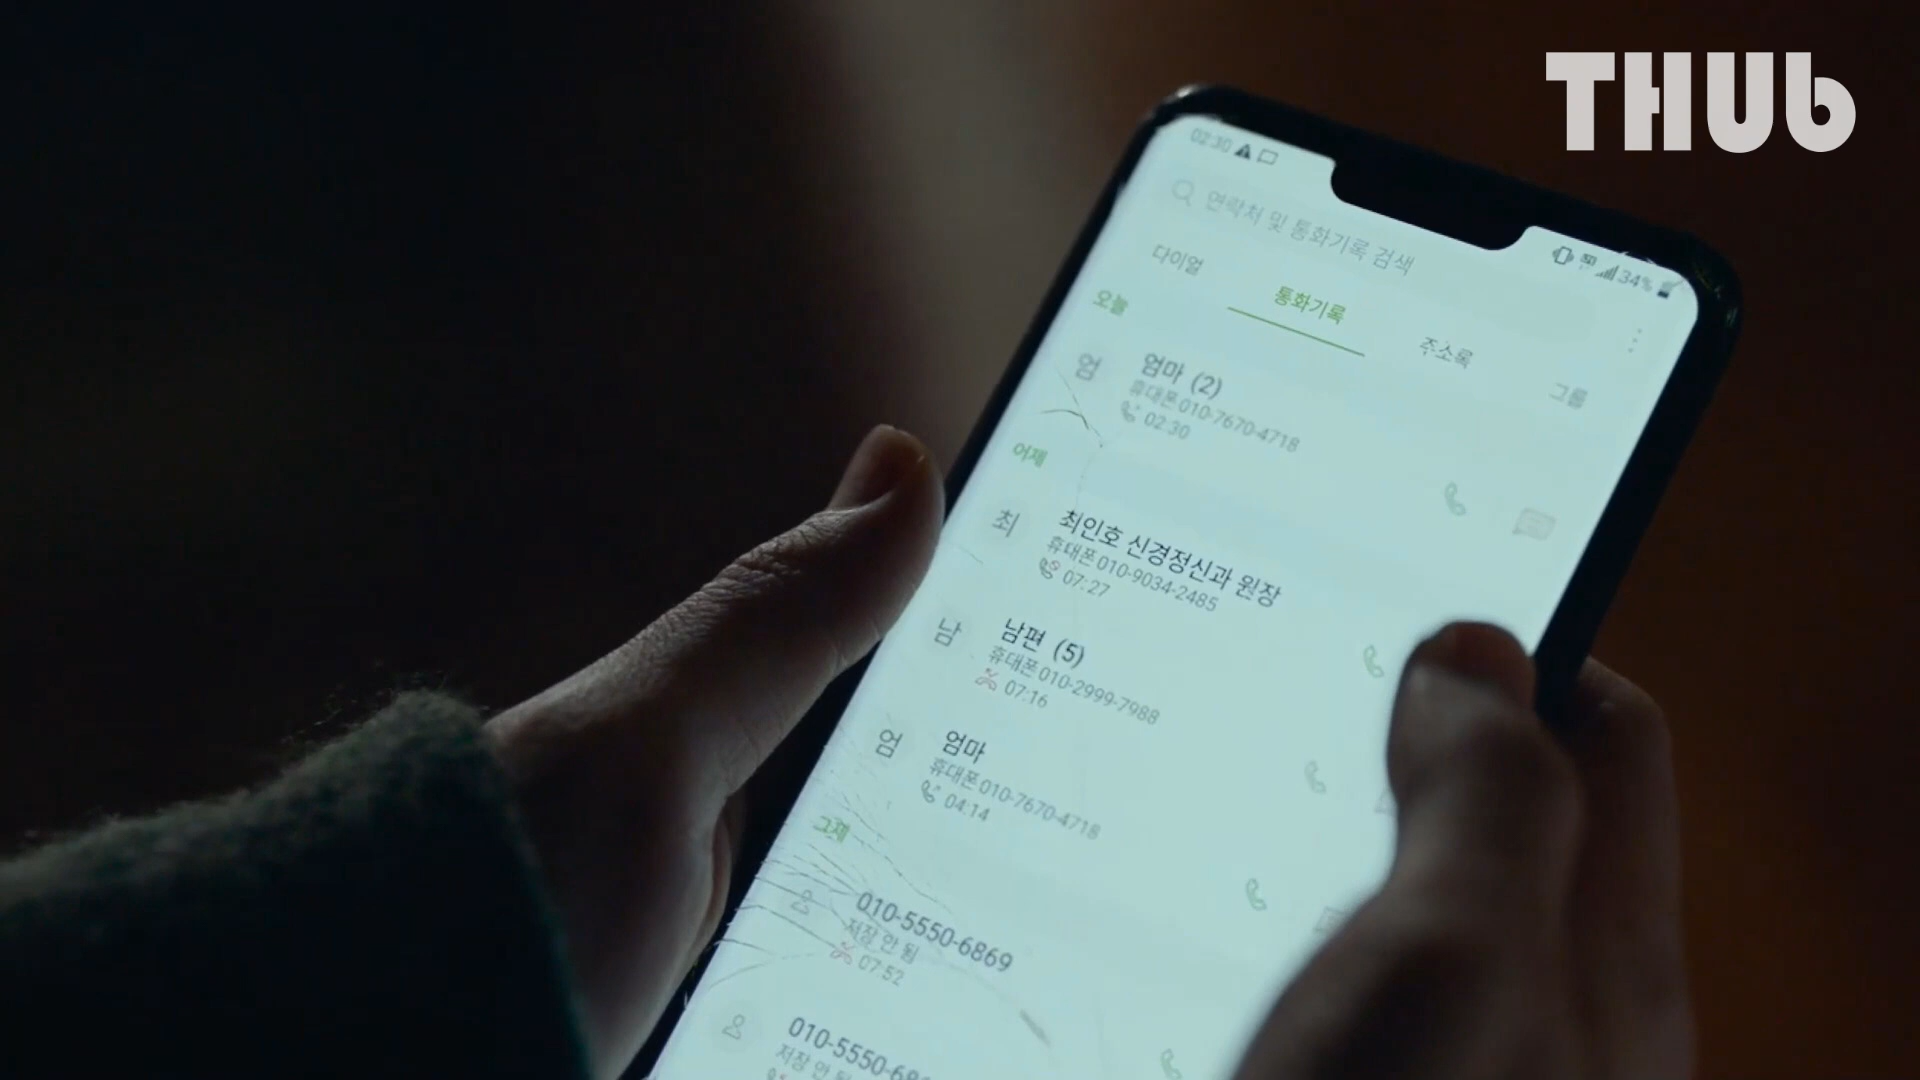 THUb
02:30
34%
연락처 및 통화기록 검색
다이얼
통화기록
주소록
그룹
오늘
엄
엄마 (2)
휴대폰 010-7670-4718
02:30
어제
최
최인호 신경정신과 원장
휴대폰 010-9034-2485
07:27
남
남편 (5)
휴대폰 010-2999-7988
07:16
엄
엄마
휴대폰 010-7670-4718
04:14
그제
010-5550-6869
저장 안 됨
07:52
010-5550-68
저장 안 됨